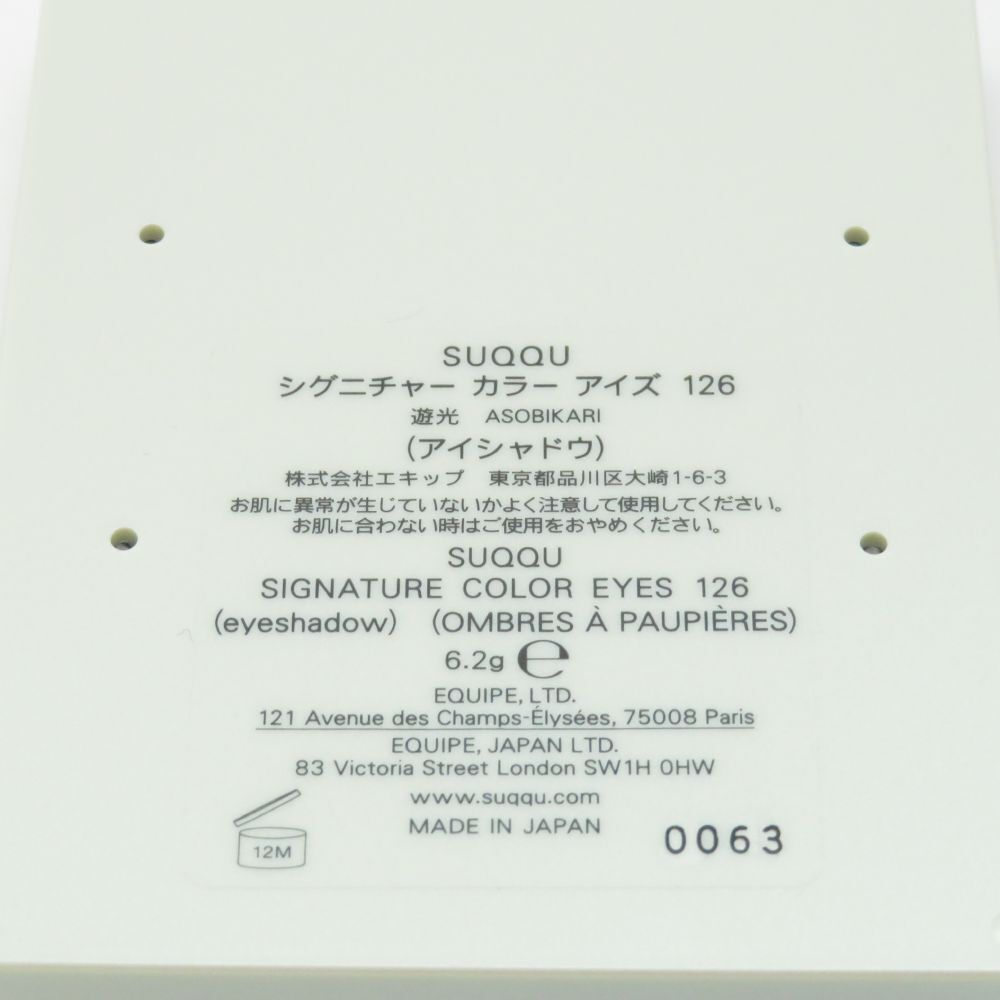 SUQQU
シグニチャー カラー アイズ 126
遊光 ASOBIKARI
(アイシャドウ)
株式会社エキップ 東京都品川区大崎1-6-3
お肌に異常が生じていないかよく注意して使用してください。
お肌に合わない時はご使用をおやめください。
SUQQU
SIGNATURE COLOR EYES 126
(eyeshadow) (OMBRES À PAUPIÈRES)
6.2g ℮
EQUIPE, LTD.
121 Avenue des Champs-Élysées, 75008 Paris
EQUIPE, JAPAN LTD.
83 Victoria Street London SW1H 0HW
www.suqqu.com
MADE IN JAPAN
12M
0063